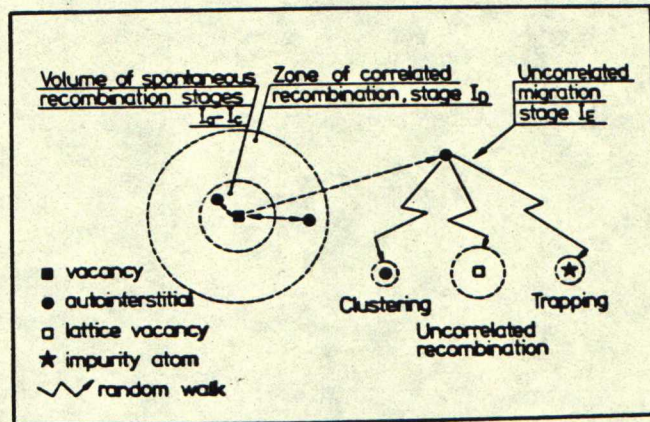 Volume of spontaneous
recombination stages
I_a-I_c
Zone of correlated
recombination, stage I_D
Uncorrelated
migration
stage I_E
vacancy
autointerstitial
lattice vacancy
impurity atom
random walk
Clustering
Uncorrelated
recombination
Trapping